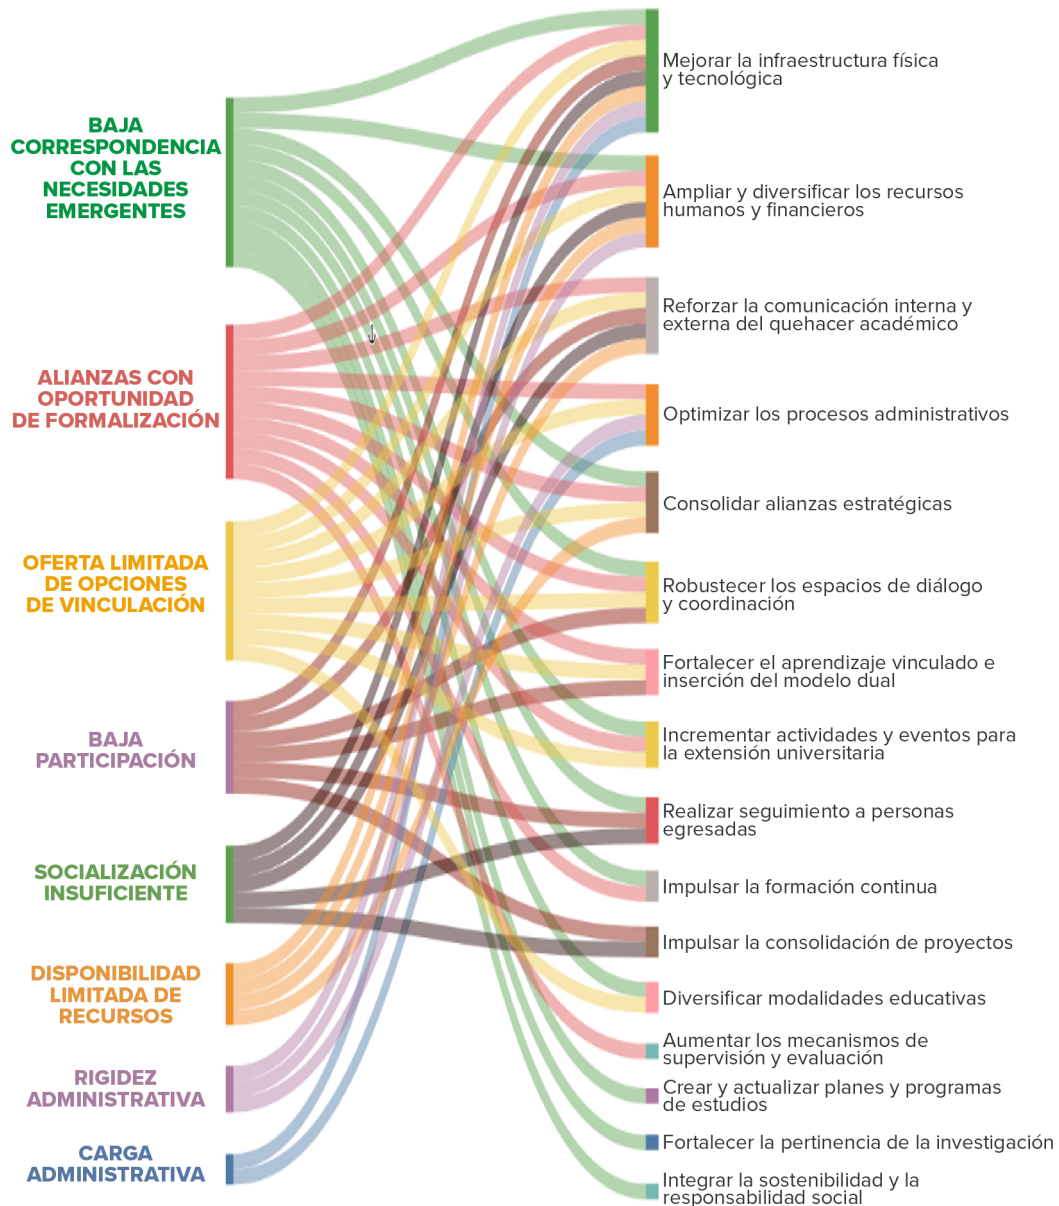 BAJA
CORRESPONDENCIA
CON LAS
NECESIDADES
EMERGENTES
ALIANZAS CON
OPORTUNIDAD
DE FORMALIZACIÓN
OFERTA LIMITADA
DE OPCIONES
DE VINCULACIÓN
BAJA
PARTICIPACIÓN
SOCIALIZACIÓN
INSUFICIENTE
DISPONIBILIDAD
LIMITADA DE
RECURSOS
RIGIDEZ
ADMINISTRATIVA
CARGA
ADMINISTRATIVA
Mejorar la infraestructura física
y tecnológica
Ampliar y diversificar los recursos
humanos y financieros
Reforzar la comunicación interna y
externa del quehacer académico
Optimizar los procesos administrativos
Consolidar alianzas estratégicas
Robustecer los espacios de diálogo
y coordinación
Fortalecer el aprendizaje vinculado e
inserción del modelo dual
Incrementar actividades y eventos para
la extensión universitaria
Realizar seguimiento a personas
egresadas
Impulsar la formación continua
Impulsar la consolidación de proyectos
Diversificar modalidades educativas
Aumentar los mecanismos de
supervisión y evaluación
Crear y actualizar planes y programas
de estudios
Fortalecer la pertinencia de la investigación
Integrar la sostenibilidad y la
responsabilidad social